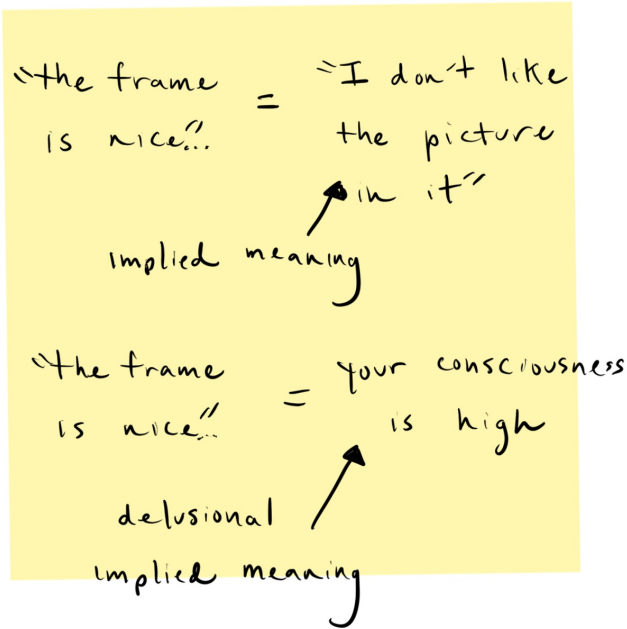 "the frame = "I don't like
is nice"... the picture
in it"
implied meaning
"the frame = your consciousness
is nice"... is high
delusional
implied meaning